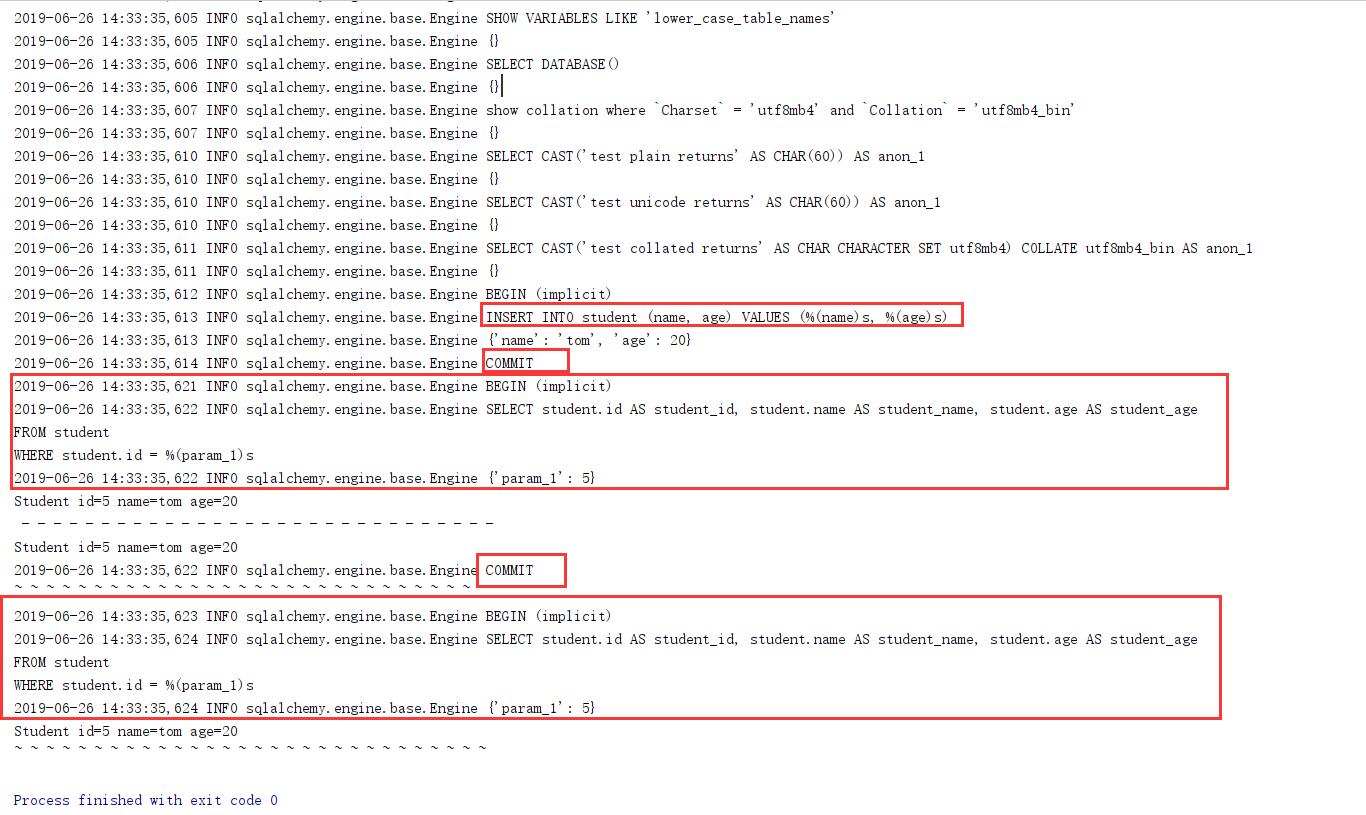 2019-06-26 14:33:35,605 INFO sqlalchemy.engine.base.Engine SHOW VARIABLES LIKE 'lower_case_table_names'
2019-06-26 14:33:35,605 INFO sqlalchemy.engine.base.Engine {}
2019-06-26 14:33:35,606 INFO sqlalchemy.engine.base.Engine SELECT DATABASE()
2019-06-26 14:33:35,606 INFO sqlalchemy.engine.base.Engine {}
2019-06-26 14:33:35,607 INFO sqlalchemy.engine.base.Engine show collation where `Charset` = 'utf8mb4' and `Collation` = 'utf8mb4_bin'
2019-06-26 14:33:35,607 INFO sqlalchemy.engine.base.Engine {}
2019-06-26 14:33:35,610 INFO sqlalchemy.engine.base.Engine SELECT CAST('test plain returns' AS CHAR(60)) AS anon_1
2019-06-26 14:33:35,610 INFO sqlalchemy.engine.base.Engine {}
2019-06-26 14:33:35,610 INFO sqlalchemy.engine.base.Engine SELECT CAST('test unicode returns' AS CHAR(60)) AS anon_1
2019-06-26 14:33:35,610 INFO sqlalchemy.engine.base.Engine {}
2019-06-26 14:33:35,611 INFO sqlalchemy.engine.base.Engine SELECT CAST('test collated returns' AS CHAR CHARACTER SET utf8mb4) COLLATE utf8mb4_bin AS anon_1
2019-06-26 14:33:35,611 INFO sqlalchemy.engine.base.Engine {}
2019-06-26 14:33:35,612 INFO sqlalchemy.engine.base.Engine BEGIN (implicit)
2019-06-26 14:33:35,613 INFO sqlalchemy.engine.base.Engine INSERT INTO student (name, age) VALUES (%(name)s, %(age)s)
2019-06-26 14:33:35,613 INFO sqlalchemy.engine.base.Engine {'name': 'tom', 'age': 20}
2019-06-26 14:33:35,614 INFO sqlalchemy.engine.base.Engine COMMIT
2019-06-26 14:33:35,621 INFO sqlalchemy.engine.base.Engine BEGIN (implicit)
2019-06-26 14:33:35,622 INFO sqlalchemy.engine.base.Engine SELECT student.id AS student_id, student.name AS student_name, student.age AS student_age
FROM student
WHERE student.id = %(param_1)s
2019-06-26 14:33:35,622 INFO sqlalchemy.engine.base.Engine {'param_1': 5}
Student id=5 name=tom age=20
- - - - - - - - - - - - - - - - - - - - - - - - - - - - - -
Student id=5 name=tom age=20
2019-06-26 14:33:35,622 INFO sqlalchemy.engine.base.Engine COMMIT
~ ~ ~ ~ ~ ~ ~ ~ ~ ~ ~ ~ ~ ~ ~ ~ ~ ~ ~ ~ ~ ~ ~ ~ ~ ~ ~ ~ ~
2019-06-26 14:33:35,623 INFO sqlalchemy.engine.base.Engine BEGIN (implicit)
2019-06-26 14:33:35,624 INFO sqlalchemy.engine.base.Engine SELECT student.id AS student_id, student.name AS student_name, student.age AS student_age
FROM student
WHERE student.id = %(param_1)s
2019-06-26 14:33:35,624 INFO sqlalchemy.engine.base.Engine {'param_1': 5}
Student id=5 name=tom age=20
~ ~ ~ ~ ~ ~ ~ ~ ~ ~ ~ ~ ~ ~ ~ ~ ~ ~ ~ ~ ~ ~ ~ ~ ~ ~ ~ ~ ~ ~
Process finished with exit code 0